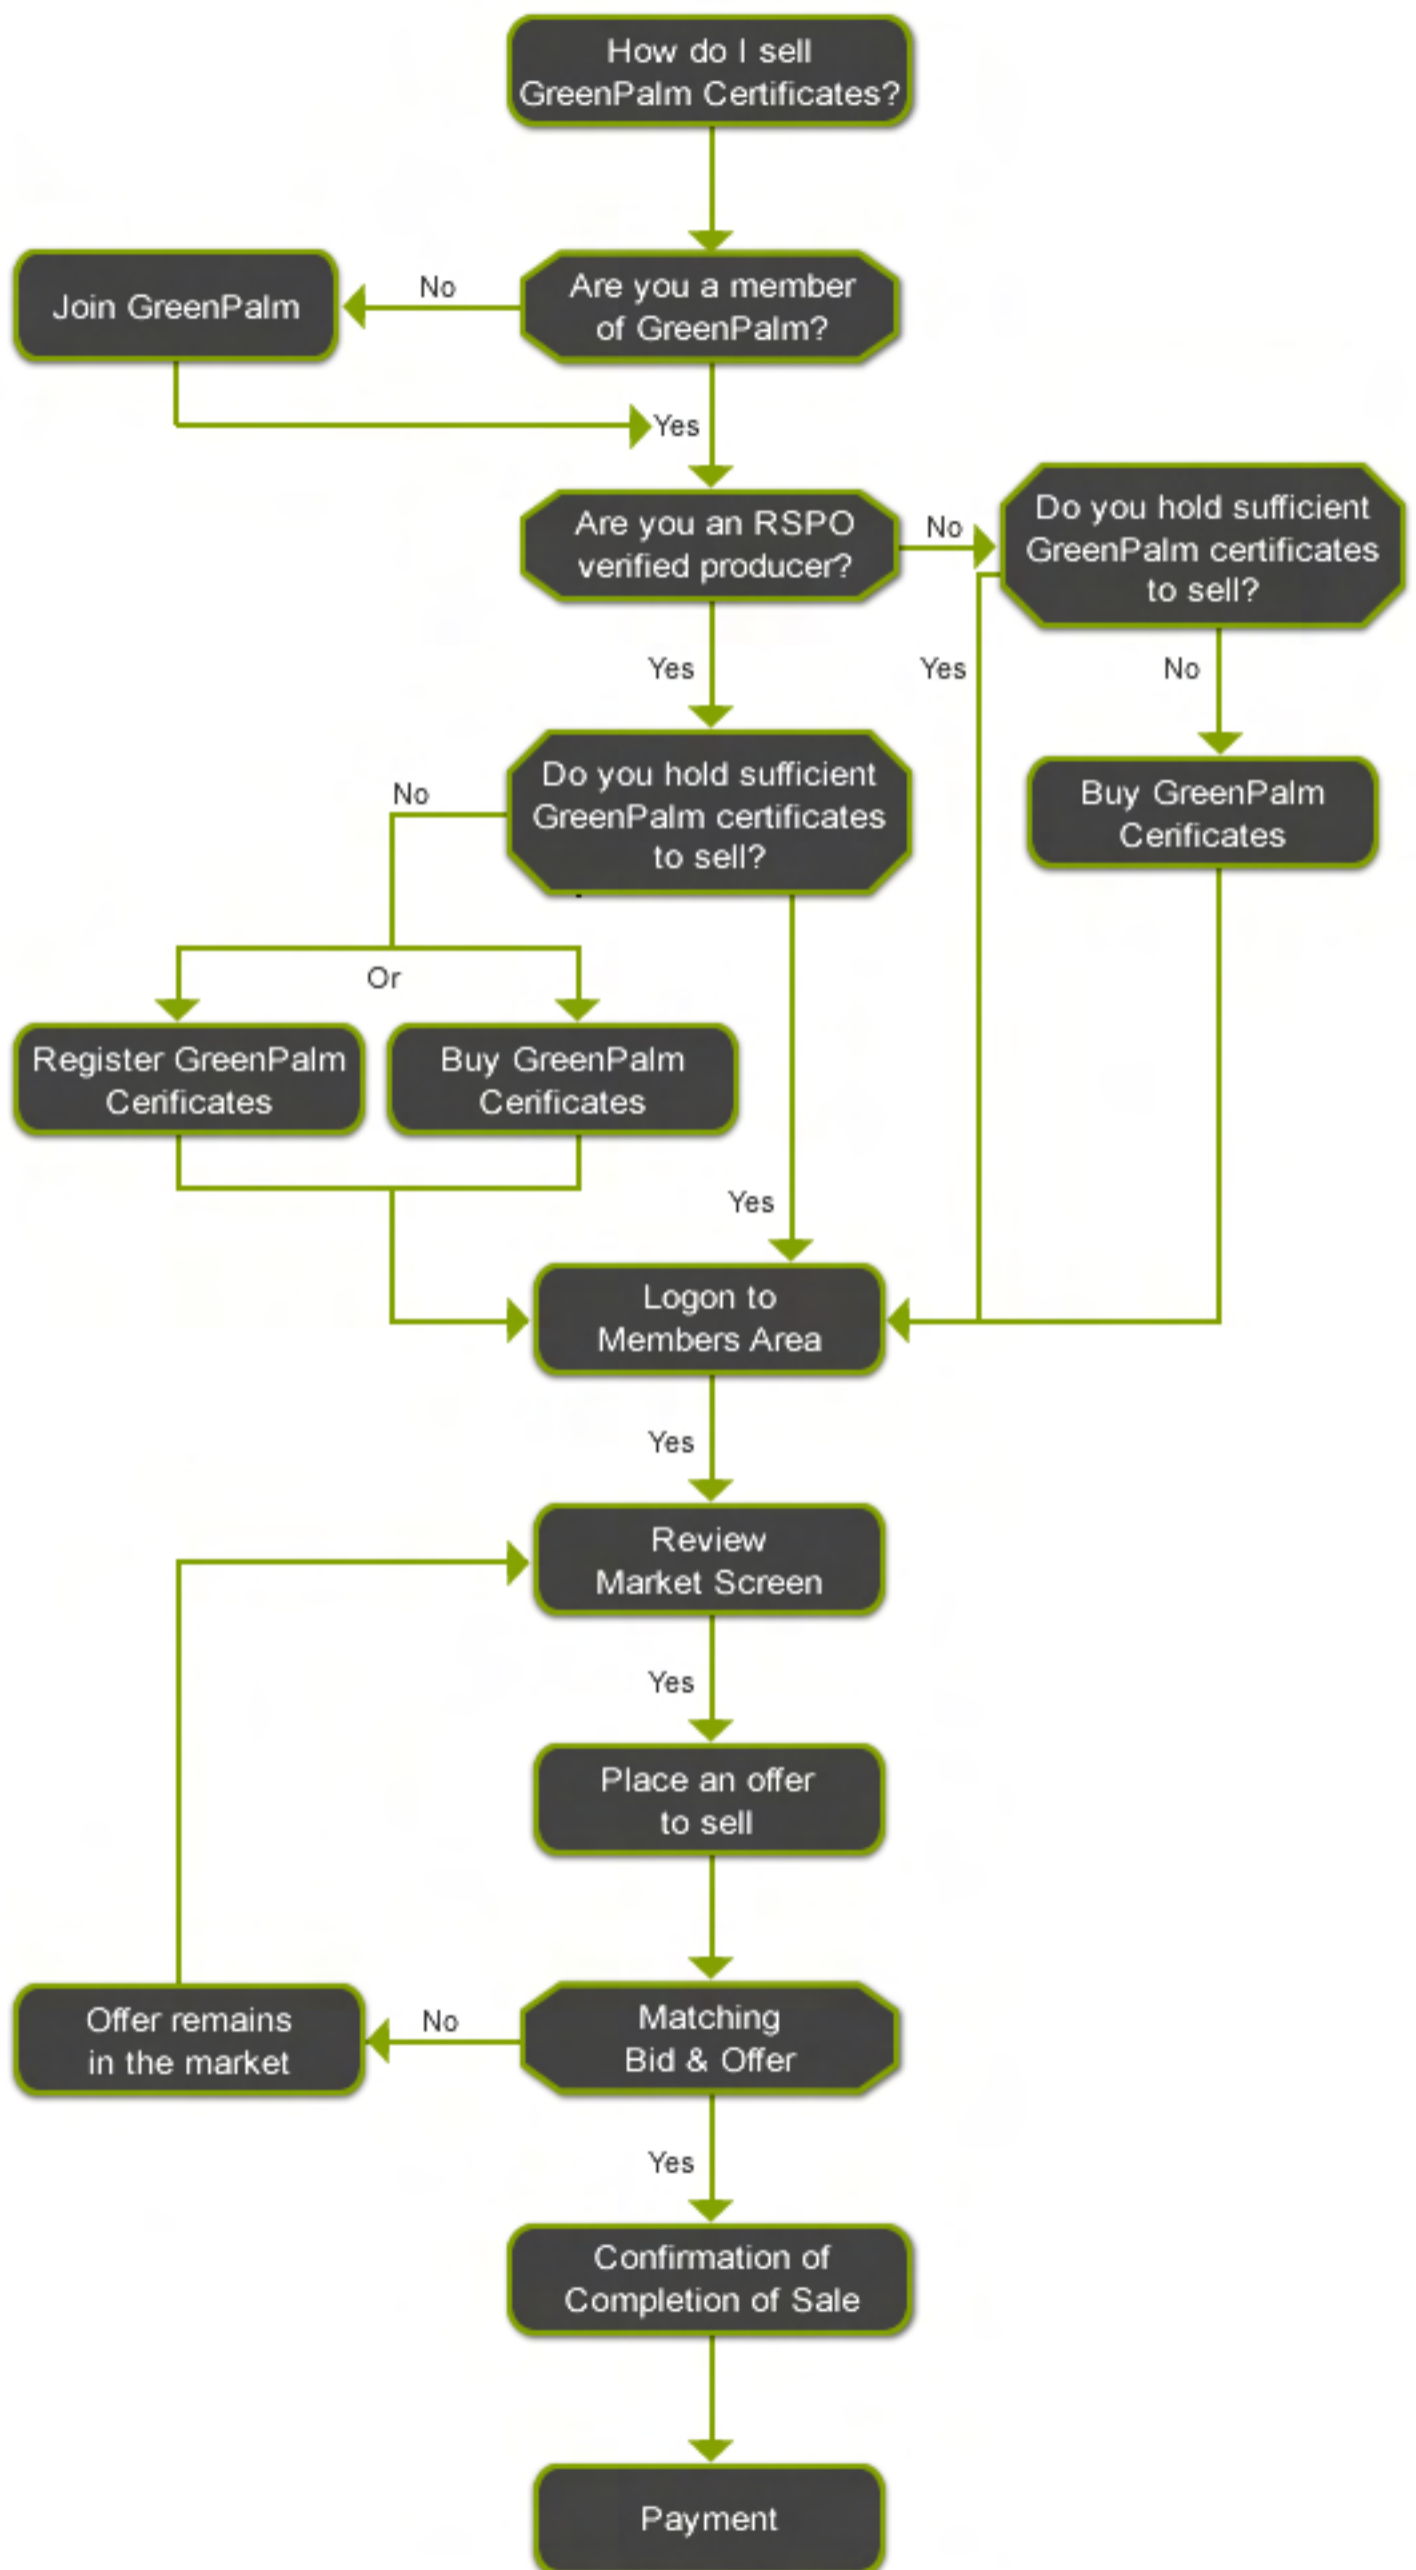 How do I sell
GreenPalm Certificates?
Join GreenPalm
No
Are you a member
of GreenPalm?
Yes
Are you an RSPO
verified producer?
No
Do you hold sufficient
GreenPalm certificates
to sell?
Yes
Yes
No
Do you hold sufficient
GreenPalm certificates
to sell?
No
Buy GreenPalm
Cerificates
Or
Register GreenPalm
Cerificates
Buy GreenPalm
Cerificates
Yes
Logon to
Members Area
Yes
Review
Market Screen
Yes
Place an offer
to sell
Offer remains
in the market
No
Matching
Bid & Offer
Yes
Confirmation of
Completion of Sale
Payment